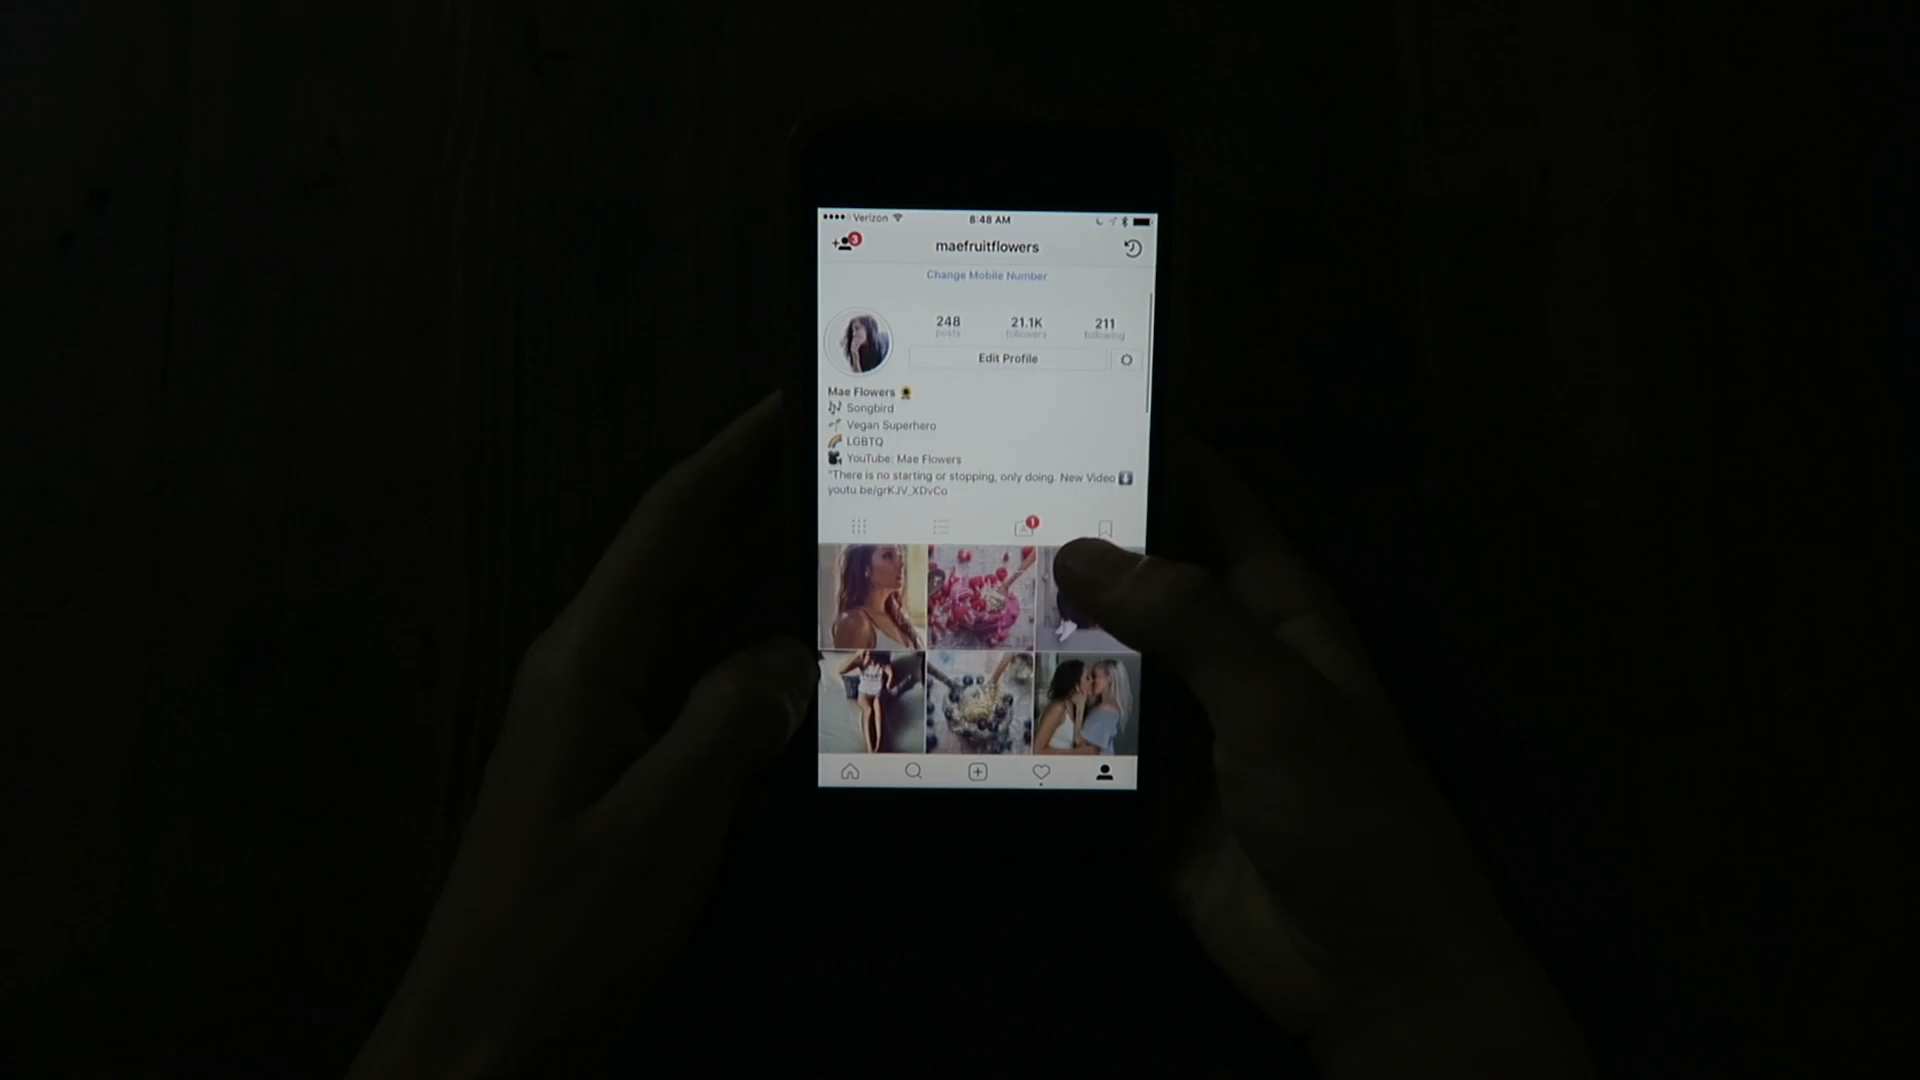 Verizon 8:48 AM
3
maefruitflowers
Change Mobile Number
248 21.1K 211
posts followers following
Edit Profile
Mae Flowers
Songbird
Vegan Superhero
LGBTQ
YouTube: Mae Flowers
"There is no starting or stopping, only doing. New Video
youtu.be/grKJV_XDvCo
1